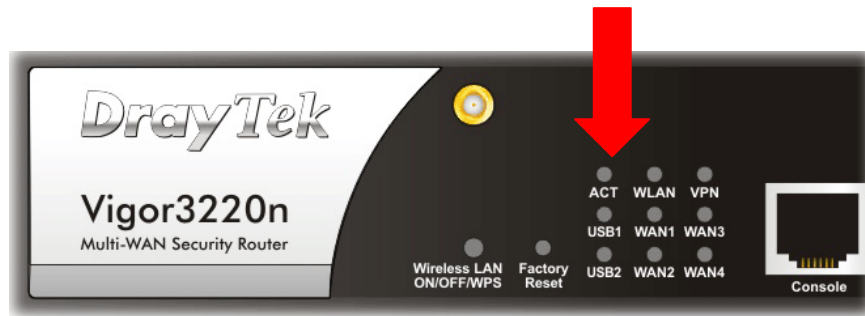 DrayTek
Vigor3220n
Multi-WAN Security Router
Wireless LAN
ON/OFF/WPS
Factory
Reset
ACT WLAN VPN
USB1 WAN1 WAN3
USB2 WAN2 WAN4
Console